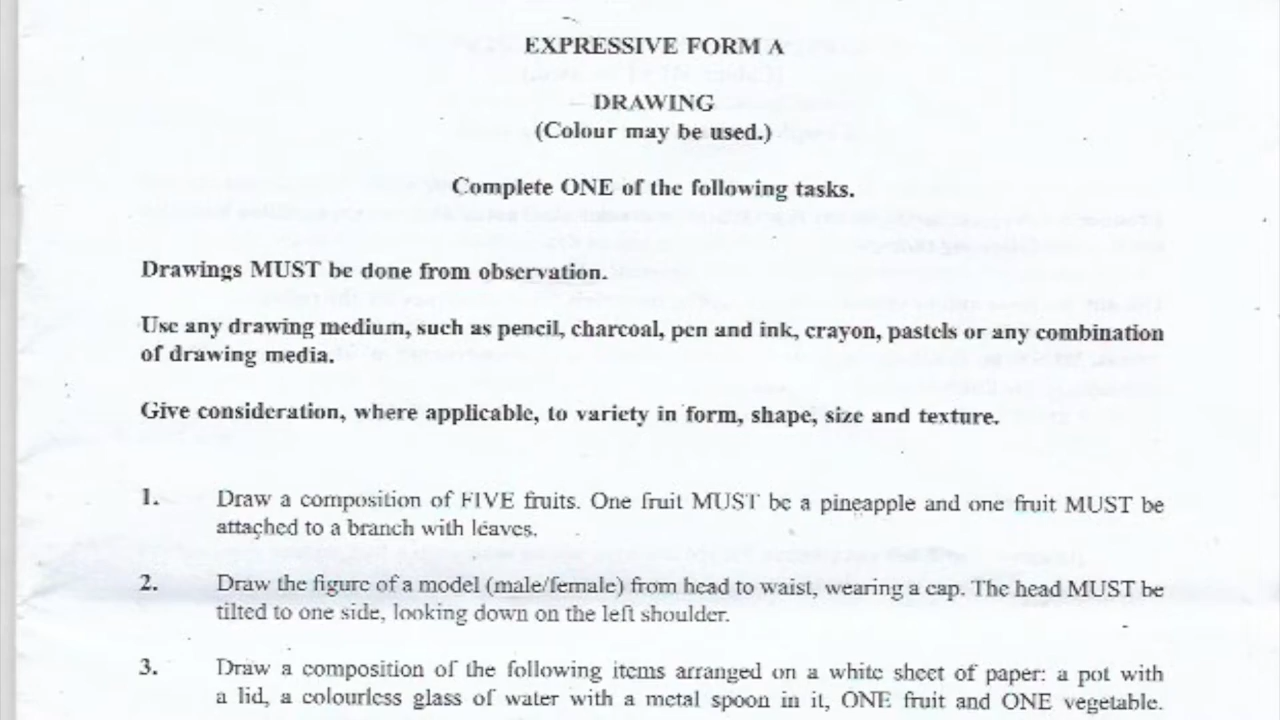 EXPRESSIVE FORM A
DRAWING
(Colour may be used.)
Complete ONE of the following tasks.
Drawings MUST be done from observation.
Use any drawing medium, such as pencil, charcoal, pen and ink, crayon, pastels or any combination
of drawing media.
Give consideration, where applicable, to variety in form, shape, size and texture.
1. Draw a composition of FIVE fruits. One fruit MUST be a pineapple and one fruit MUST be
attached to a branch with leaves.
2. Draw the figure of a model (male/female) from head to waist, wearing a cap. The head MUST be
tilted to one side, looking down on the left shoulder.
3. Draw a composition of the following items arranged on a white sheet of paper: a pot with
a lid, a colourless glass of water with a metal spoon in it, ONE fruit and ONE vegetable.